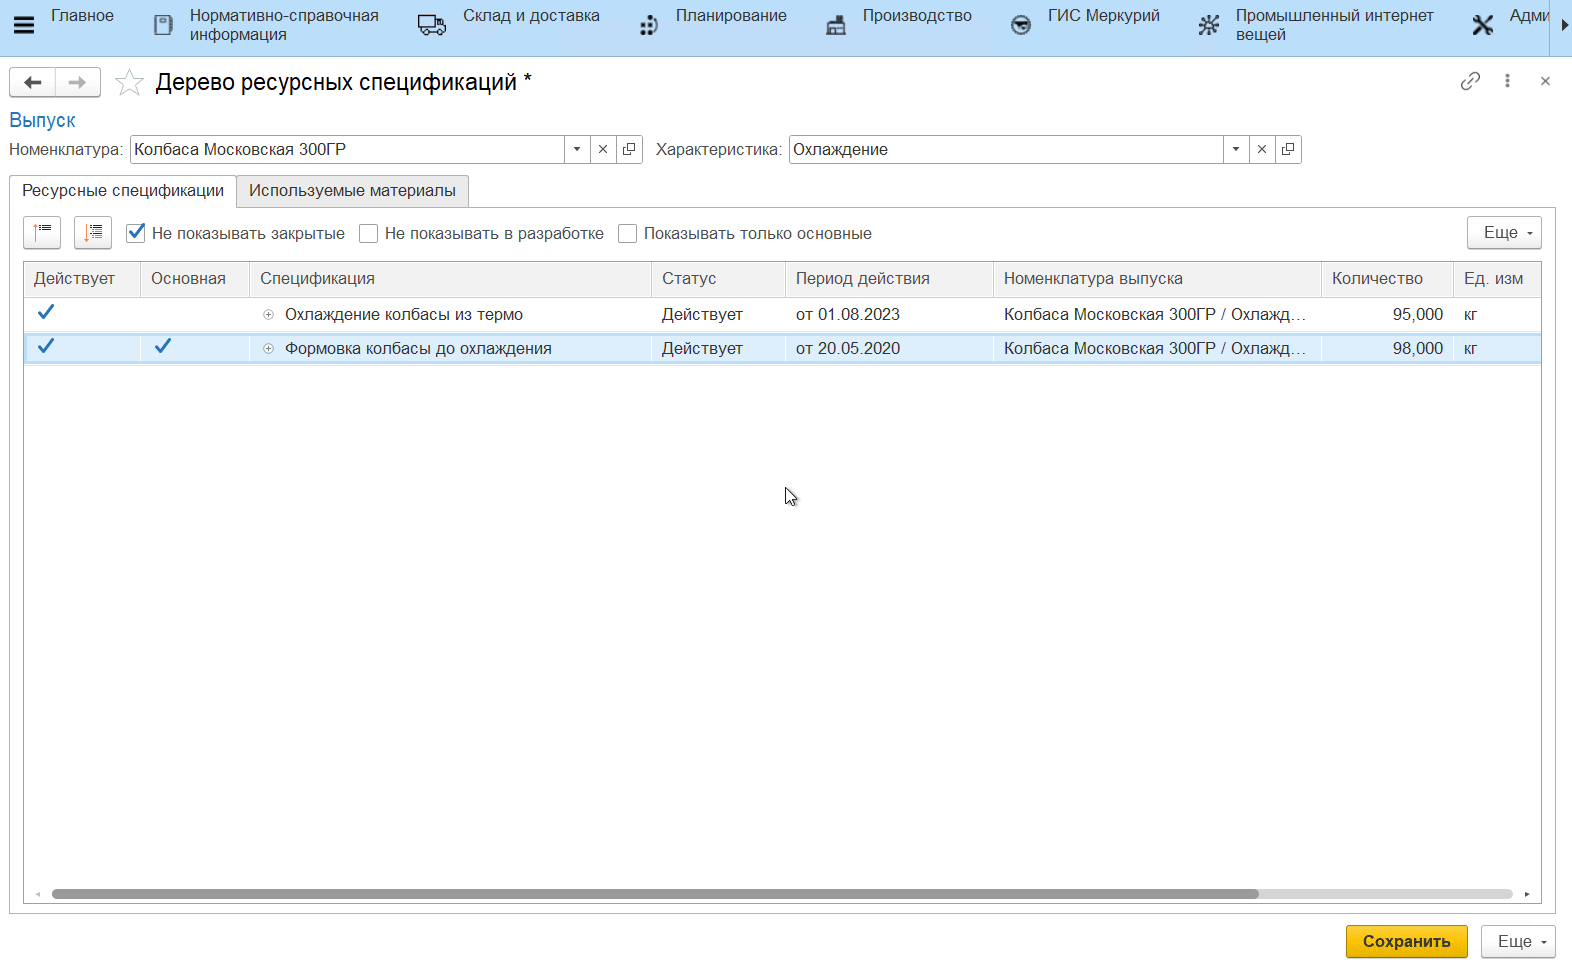 Главное
Нормативно-справочная
информация
Склад и доставка
Планирование
Производство
ГИС Меркурий
Промышленный интернет
вещей
Адми
Дерево ресурсных спецификаций *
Выпуск
Номенклатура: Колбаса Московская 300ГР Характеристика: Охлаждение
Ресурсные спецификации Используемые материалы
Не показывать закрытые Не показывать в разработке Показывать только основные Еще
Действует Основная Спецификация Статус Период действия Номенклатура выпуска Количество Ед. изм
Охлаждение колбасы из термо Действует от 01.08.2023 Колбаса Московская 300ГР / Охлажд... 95,000 кг
Формовка колбасы до охлаждения Действует от 20.05.2020 Колбаса Московская 300ГР / Охлажд... 98,000 кг
Сохранить Еще